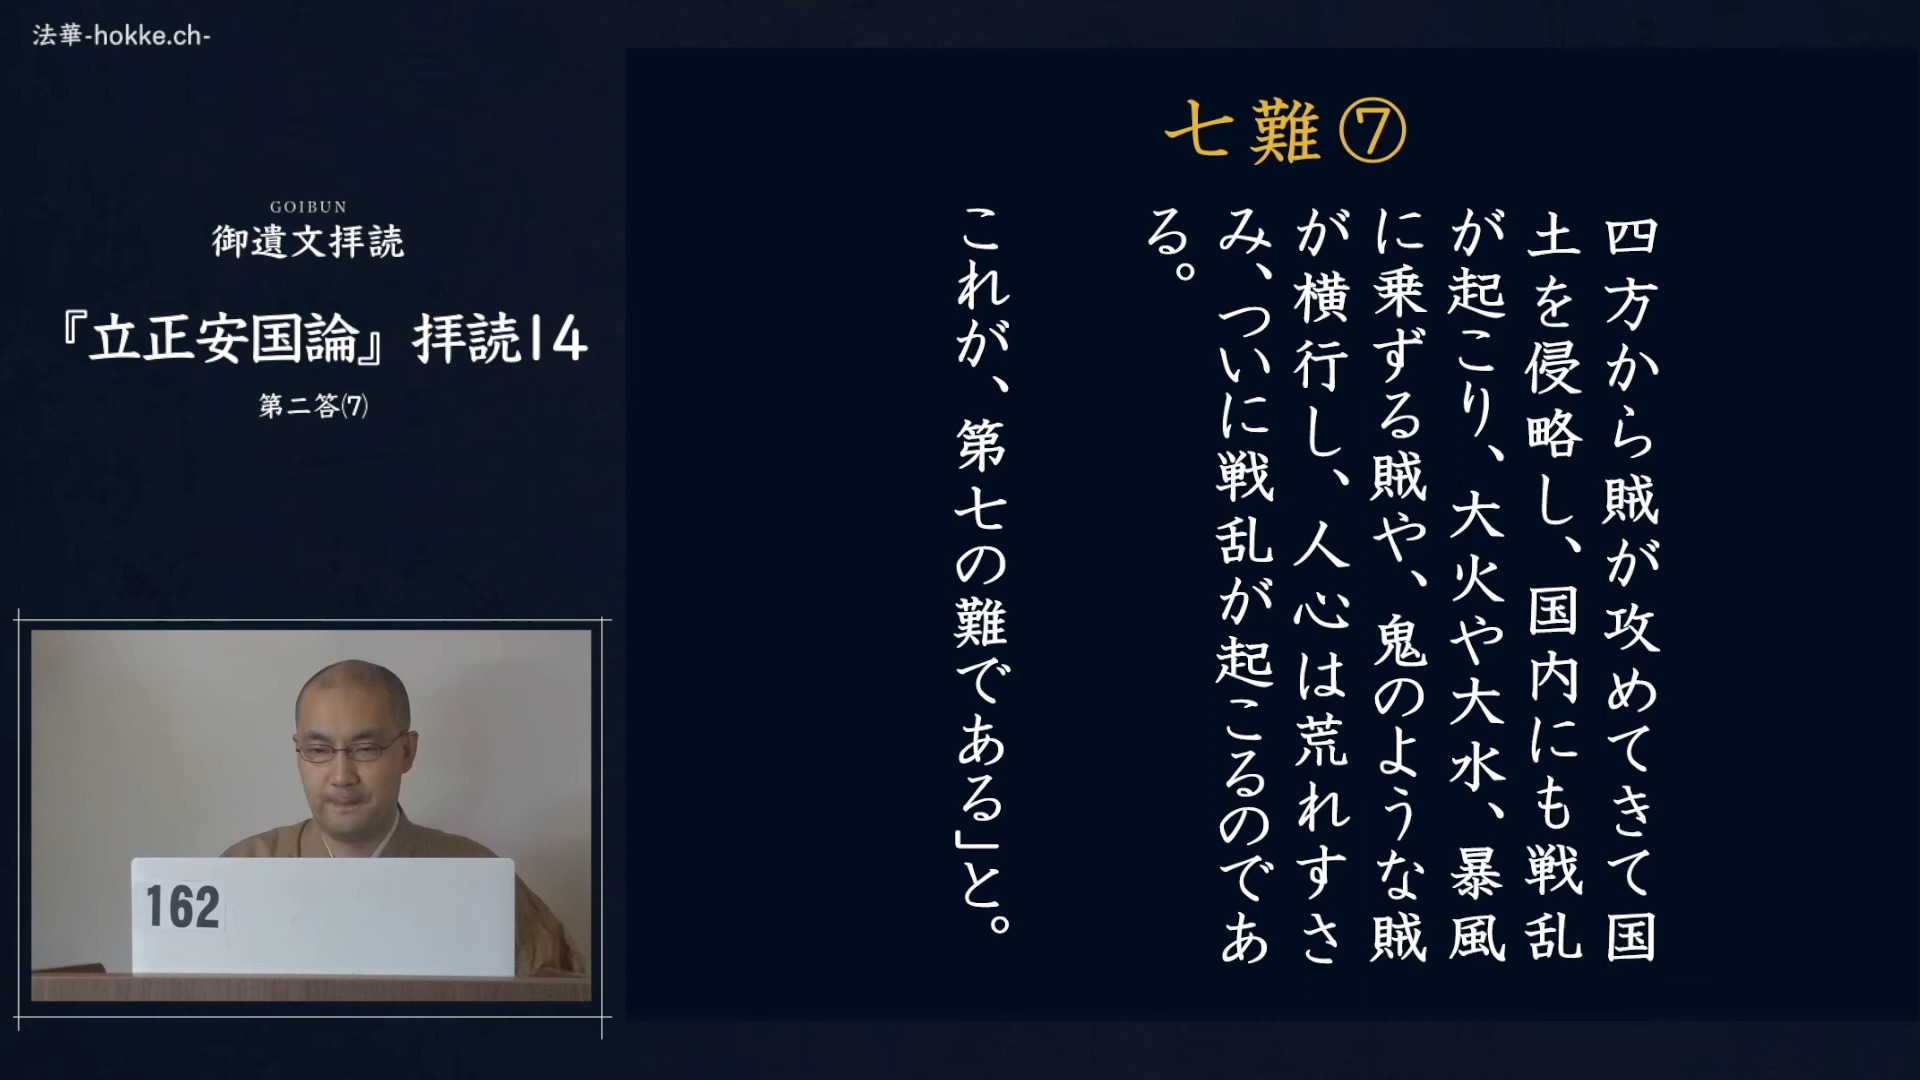 法華-hokke.ch-
GOIBUN
御遺文拝読
『立正安国論』拝読14
第二答⑺
162
七難⑦
四方から賊が攻めてきて国
土を侵略し、国内にも戦乱
が起こり、大火や大水、暴風
に乗ずる賊や、鬼のような賊
が横行し、人心は荒れすさ
み、ついに戦乱が起こるのであ
る。
これが、第七の難である」と。